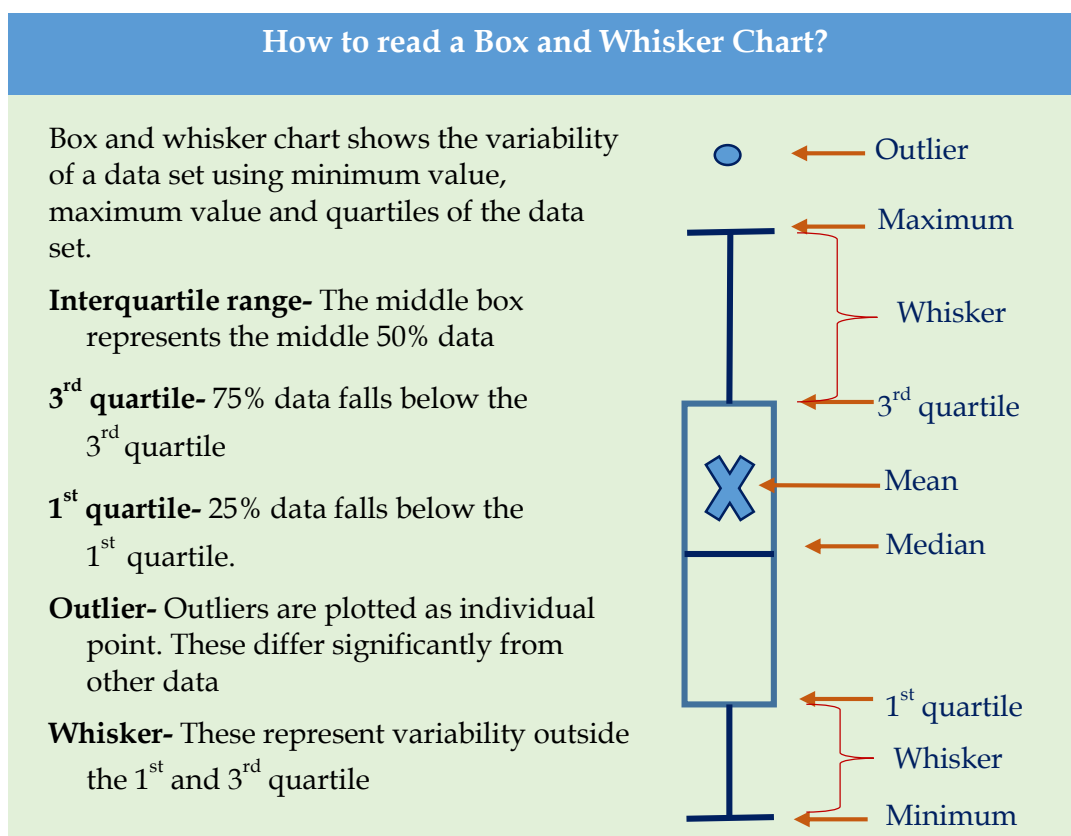 How to read a Box and Whisker Chart?
Box and whisker chart shows the variability
of a data set using minimum value,
maximum value and quartiles of the data
set.
Interquartile range- The middle box
represents the middle 50% data
3rd quartile- 75% data falls below the
3rd quartile
1st quartile- 25% data falls below the
1st quartile.
Outlier- Outliers are plotted as individual
point. These differ significantly from
other data
Whisker- These represent variability outside
the 1st and 3rd quartile
Outlier
Maximum
Whisker
3rd quartile
Mean
Median
1st quartile
Whisker
Minimum